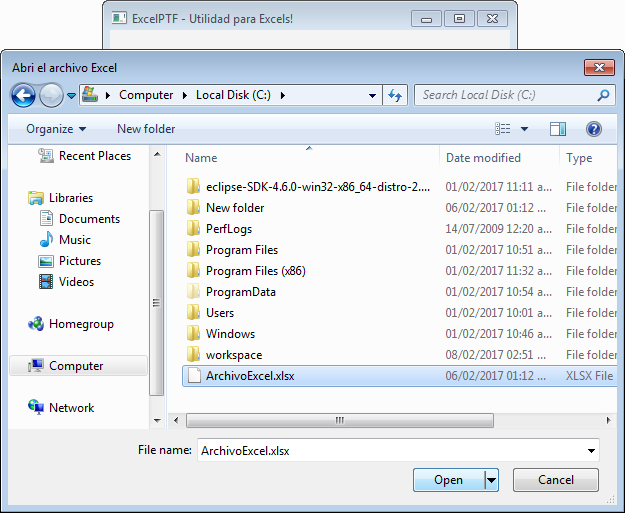 ExcelPTF - Utilidad para Excels!
Abri el archivo Excel
Computer Local Disk (C:)
Search Local Disk (C:)
Organize New folder
Recent Places
Libraries
Documents
Music
Pictures
Videos
Homegroup
Computer
Network
Name Date modified Type
eclipse-SDK-4.6.0-win32-x86_64-distro-2.... 01/02/2017 11:11 a... File folder
New folder 06/02/2017 01:12 ... File folder
PerfLogs 14/07/2009 12:20 a... File folder
Program Files 01/02/2017 10:51 a... File folder
Program Files (x86) 01/02/2017 11:32 a... File folder
ProgramData 01/02/2017 10:54 a... File folder
Users 01/02/2017 10:01 a... File folder
Windows 01/02/2017 10:46 a... File folder
workspace 08/02/2017 02:51 ... File folder
ArchivoExcel.xlsx 06/02/2017 01:12 ... XLSX File
File name: ArchivoExcel.xlsx
Open Cancel